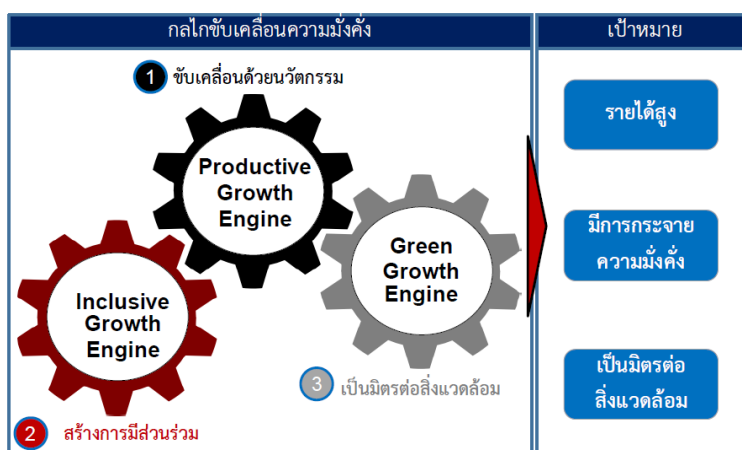 กลไกขับเคลื่อนความมั่งคั่ง
เป้าหมาย
1 ขับเคลื่อนด้วยนวัตกรรม
Productive
Growth
Engine
Inclusive
Growth
Engine
Green
Growth
Engine
3 เป็นมิตรต่อสิ่งแวดล้อม
2 สร้างการมีส่วนร่วม
รายได้สูง
มีการกระจาย
ความมั่งคั่ง
เป็นมิตรต่อ
สิ่งแวดล้อม